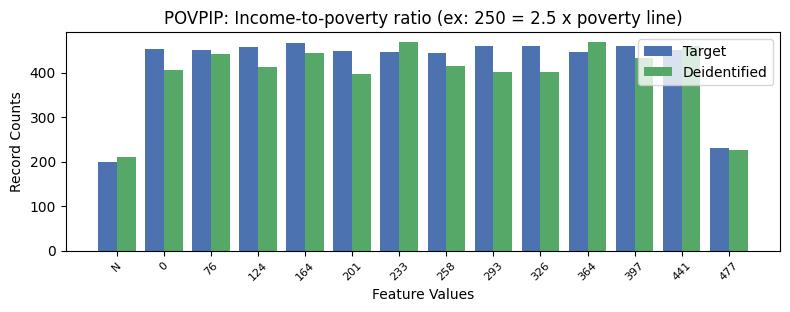 POVPIP: Income-to-poverty ratio (ex: 250 = 2.5 x poverty line)
Target
Deidentified
Record Counts
400
300
200
100
0
N 0 76 124 164 201 233 258 293 326 364 397 441 477
Feature Values